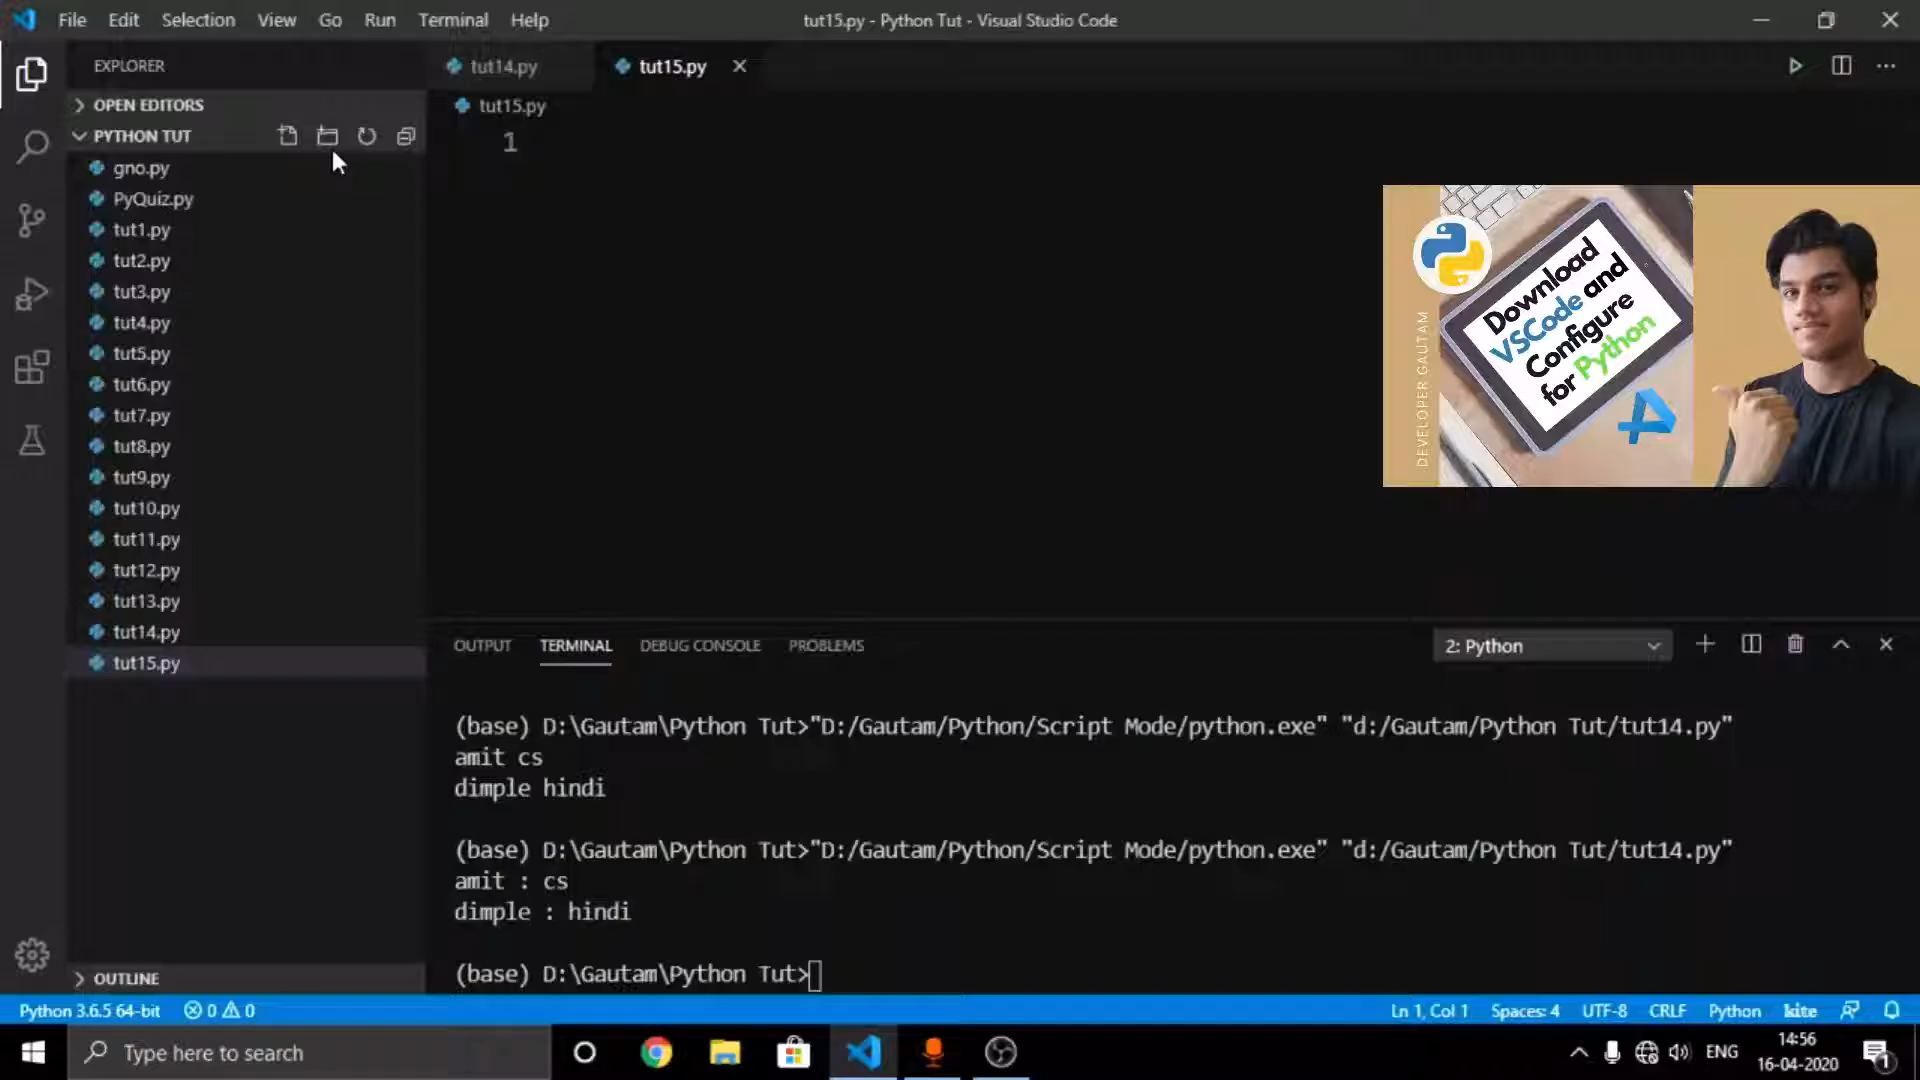 File Edit Selection View Go Run Terminal Help
tut15.py - Python Tut - Visual Studio Code
EXPLORER
OPEN EDITORS
PYTHON TUT
gno.py
PyQuiz.py
tut1.py
tut2.py
tut3.py
tut4.py
tut5.py
tut6.py
tut7.py
tut8.py
tut9.py
tut10.py
tut11.py
tut12.py
tut13.py
tut14.py
tut15.py
OUTLINE
tut14.py tut15.py
tut15.py
1
DEVELOPER GAUTAM
Download
VSCode and
Configure
for Python
OUTPUT TERMINAL DEBUG CONSOLE PROBLEMS
2: Python
(base) D:\Gautam\Python Tut>"D:/Gautam/Python/Script Mode/python.exe" "d:/Gautam/Python Tut/tut14.py"
amit cs
dimple hindi
(base) D:\Gautam\Python Tut>"D:/Gautam/Python/Script Mode/python.exe" "d:/Gautam/Python Tut/tut14.py"
amit : cs
dimple : hindi
(base) D:\Gautam\Python Tut>
Python 3.6.5 64-bit 0 0
Ln 1, Col 1 Spaces: 4 UTF-8 CRLF Python kite
Type here to search
ENG
14:56
16-04-2020
1